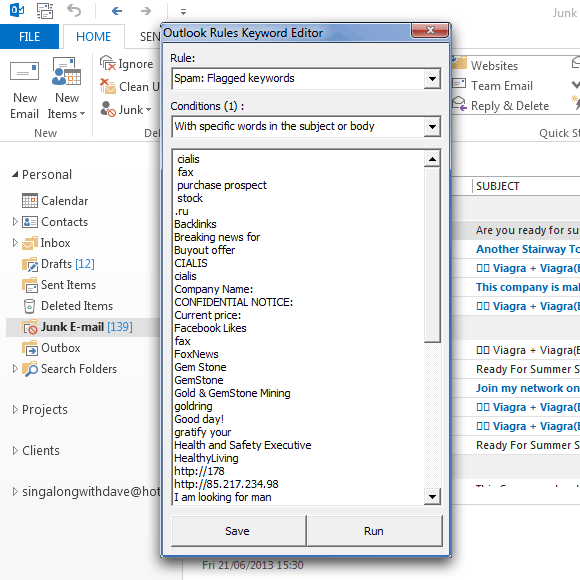 Junk
FILE
HOME
SEN
Outlook Rules Keyword Editor
New
Email
New
Items
Ignore
Clean U
Junk
New
Del
Websites
Team Email
Reply & Delete
Quick St
Rule:
Spam: Flagged keywords
Conditions (1) :
With specific words in the subject or body
cialis
fax
purchase prospect
stock
.ru
Backlinks
Breaking news for
Buyout offer
CIALIS
cialis
Company Name:
CONFIDENTIAL NOTICE:
Current price:
Facebook Likes
fax
FoxNews
Gem Stone
GemStone
Gold & GemStone Mining
goldring
Good day!
gratify your
Health and Safety Executive
HealthyLiving
http://178
http://85.217.234.98
I am looking for man
Save
Run
Personal
Calendar
Contacts
Inbox
Drafts [12]
Sent Items
Deleted Items
Junk E-mail [139]
Outbox
Search Folders
Projects
Clients
singalongwithdave@hot
SUBJECT
Are you ready for su
Another Stairway To
Viagra + Viagra(B
This company is mal
Viagra + Viagra(B
Viagra + Viagra(B
Ready For Summer S
Join my network on
Viagra + Viagra(B
Viagra + Viagra(B
Ready For Summer S
Fri 21/06/2013 15:30